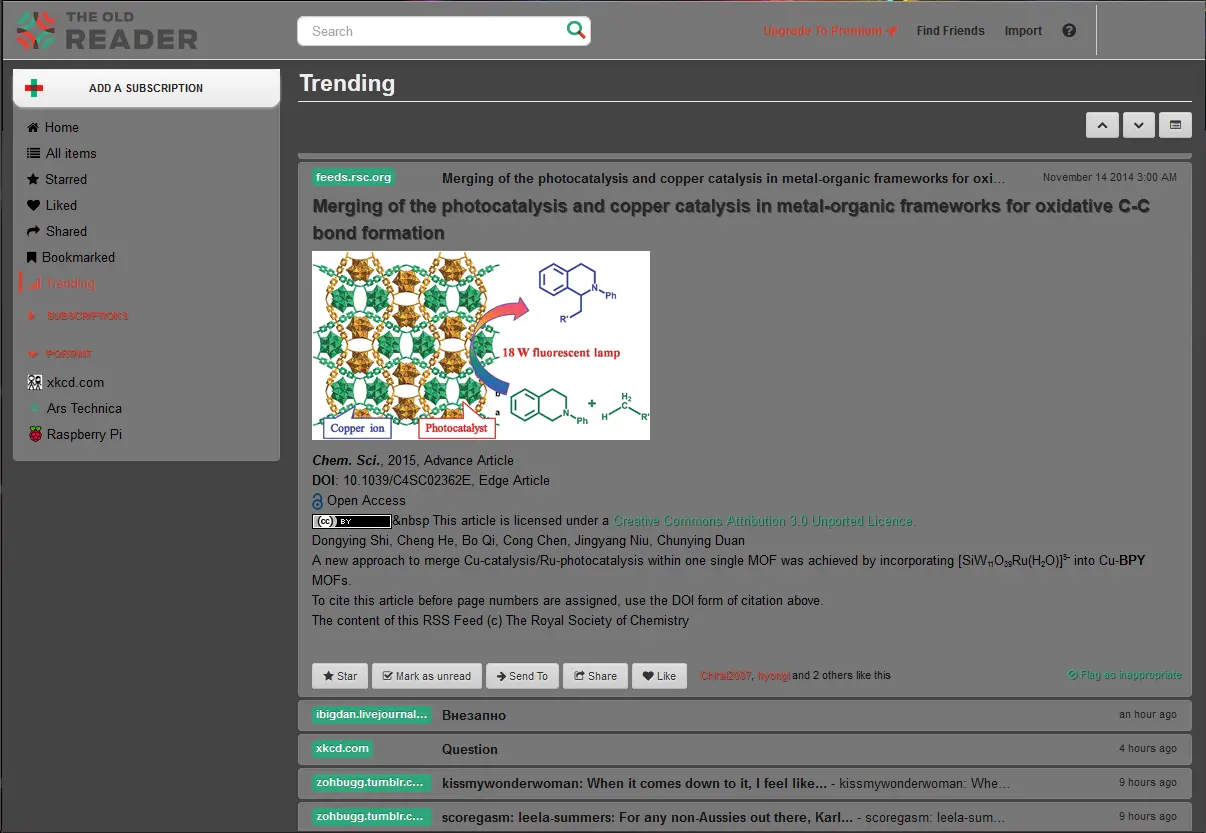 THE OLD
READER
Search
Upgrade To Premium
Find Friends
Import
ADD A SUBSCRIPTION
Home
All items
Starred
Liked
Shared
Bookmarked
Trending
SUBSCRIPTIONS
PORTANT
xkcd.com
Ars Technica
Raspberry Pi
Trending
feeds.rsc.org Merging of the photocatalysis and copper catalysis in metal-organic frameworks for oxi... November 14 2014 3:00 AM
Merging of the photocatalysis and copper catalysis in metal-organic frameworks for oxidative C-C
bond formation
N
Ph
R'
18 W fluorescent lamp
b
a
N
Ph
+
H₂
C
H
R'
Copper ion
Photocatalyst
Chem. Sci., 2015, Advance Article
DOI: 10.1039/C4SC02362E, Edge Article
Open Access
(cc) BY &nbsp This article is licensed under a Creative Commons Attribution 3.0 Unported Licence.
Dongying Shi, Cheng He, Bo Qi, Cong Chen, Jingyang Niu, Chunying Duan
A new approach to merge Cu-catalysis/Ru-photocatalysis within one single MOF was achieved by incorporating [SiW₁₁O₃₉Ru(H₂O)]⁵⁻ into Cu-BPY
MOFs.
To cite this article before page numbers are assigned, use the DOI form of citation above.
The content of this RSS Feed (c) The Royal Society of Chemistry
Star
Mark as unread
Send To
Share
Like
Chiral2007, hyongi and 2 others like this
Flag as inappropriate
ibigdan.livejournal... Внезапно an hour ago
xkcd.com Question 4 hours ago
zohbugg.tumblr.c... kissmywonderwoman: When it comes down to it, I feel like... - kissmywonderwoman: Whe... 9 hours ago
zohbugg.tumblr.c... scoregasm: leela-summers: For any non-Aussies out there, Karl... - scoregasm: leela-sum... 9 hours ago